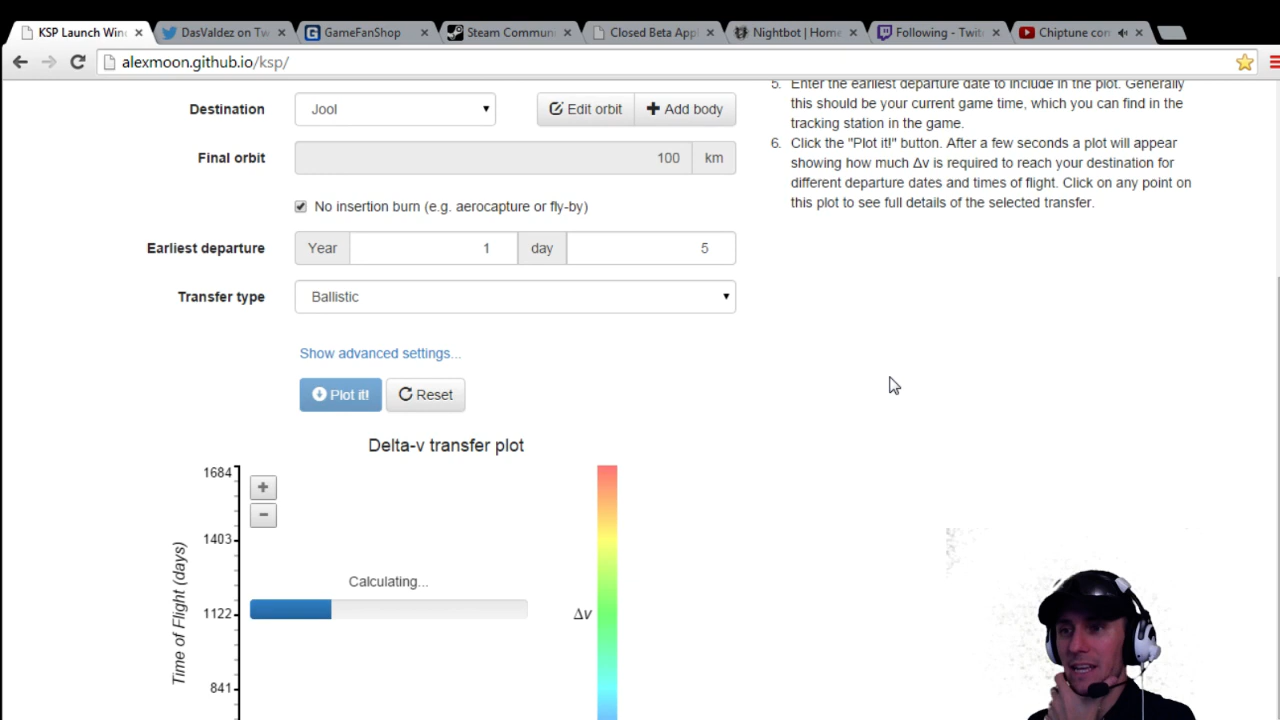 KSP Launch Win
DasValdez on Tw
GameFanShop
Steam Commun
Closed Beta Appl
Nightbot | Home
Following - Twit
Chiptune con
alexmoon.github.io/ksp/
Destination
Jool
Edit orbit
Add body
Final orbit
100
km
No insertion burn (e.g. aerocapture or fly-by)
Earliest departure
Year
1
day
5
Transfer type
Ballistic
Show advanced settings...
Plot it!
Reset
5. Enter the earliest departure date to include in the plot. Generally
this should be your current game time, which you can find in the
tracking station in the game.
6. Click the "Plot it!" button. After a few seconds a plot will appear
showing how much Δv is required to reach your destination for
different departure dates and times of flight. Click on any point on
this plot to see full details of the selected transfer.
Delta-v transfer plot
1684
1403
1122
841
Time of Flight (days)
+
−
Calculating...
Δv